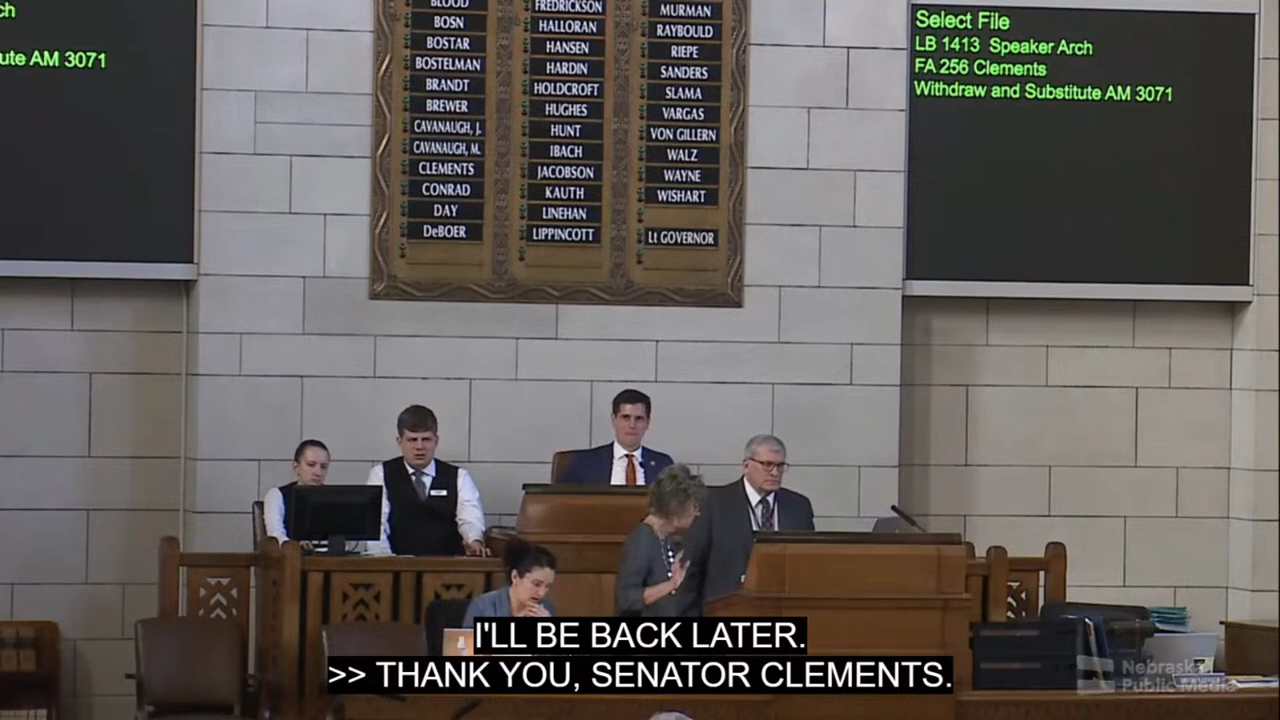 ch
ute AM 3071
BLOOD
BOSN
BOSTAR
BOSTELMAN
BRANDT
BREWER
CAVANAUGH, J.
CAVANAUGH, M.
CLEMENTS
CONRAD
DAY
DeBOER
FREDRICKSON
HALLORAN
HANSEN
HARDIN
HOLDCROFT
HUGHES
HUNT
IBACH
JACOBSON
KAUTH
LINEHAN
LIPPINCOTT
MURMAN
RAYBOULD
RIEPE
SANDERS
SLAMA
VARGAS
VON GILLERN
WALZ
WAYNE
WISHART
Lt GOVERNOR
Select File
LB 1413 Speaker Arch
FA 256 Clements
Withdraw and Substitute AM 3071
I'LL BE BACK LATER.
>> THANK YOU, SENATOR CLEMENTS.
Nebraska
Public Media